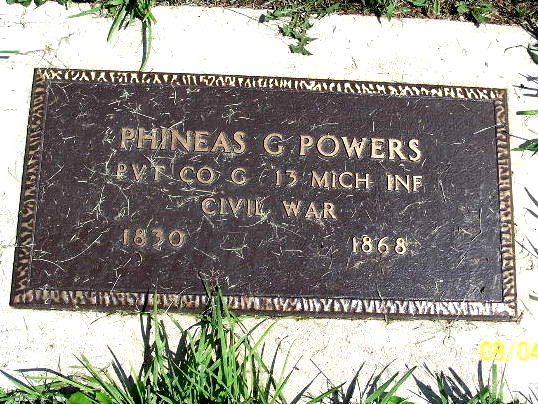 PHINEAS G POWERS
PVT CO G 13 MICH INF
CIVIL WAR
1830 1868
08/04